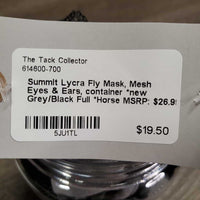 The Tack Collector
614600-700
Summit Lycra Fly Mask, Mesh
Eyes & Ears, container *new
Grey/Black Full *Horse MSRP: $26.9
5JU1TL
$19.50